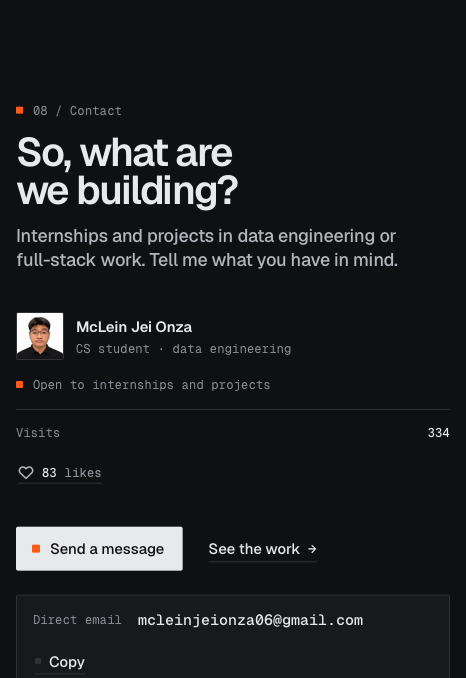 08 / Contact
So, what are
we building?
Internships and projects in data engineering or
full-stack work. Tell me what you have in mind.
McLein Jei Onza
CS student · data engineering
Open to internships and projects
Visits 334
83 likes
Send a message See the work →
Direct email mcleinjeionza06@gmail.com
Copy